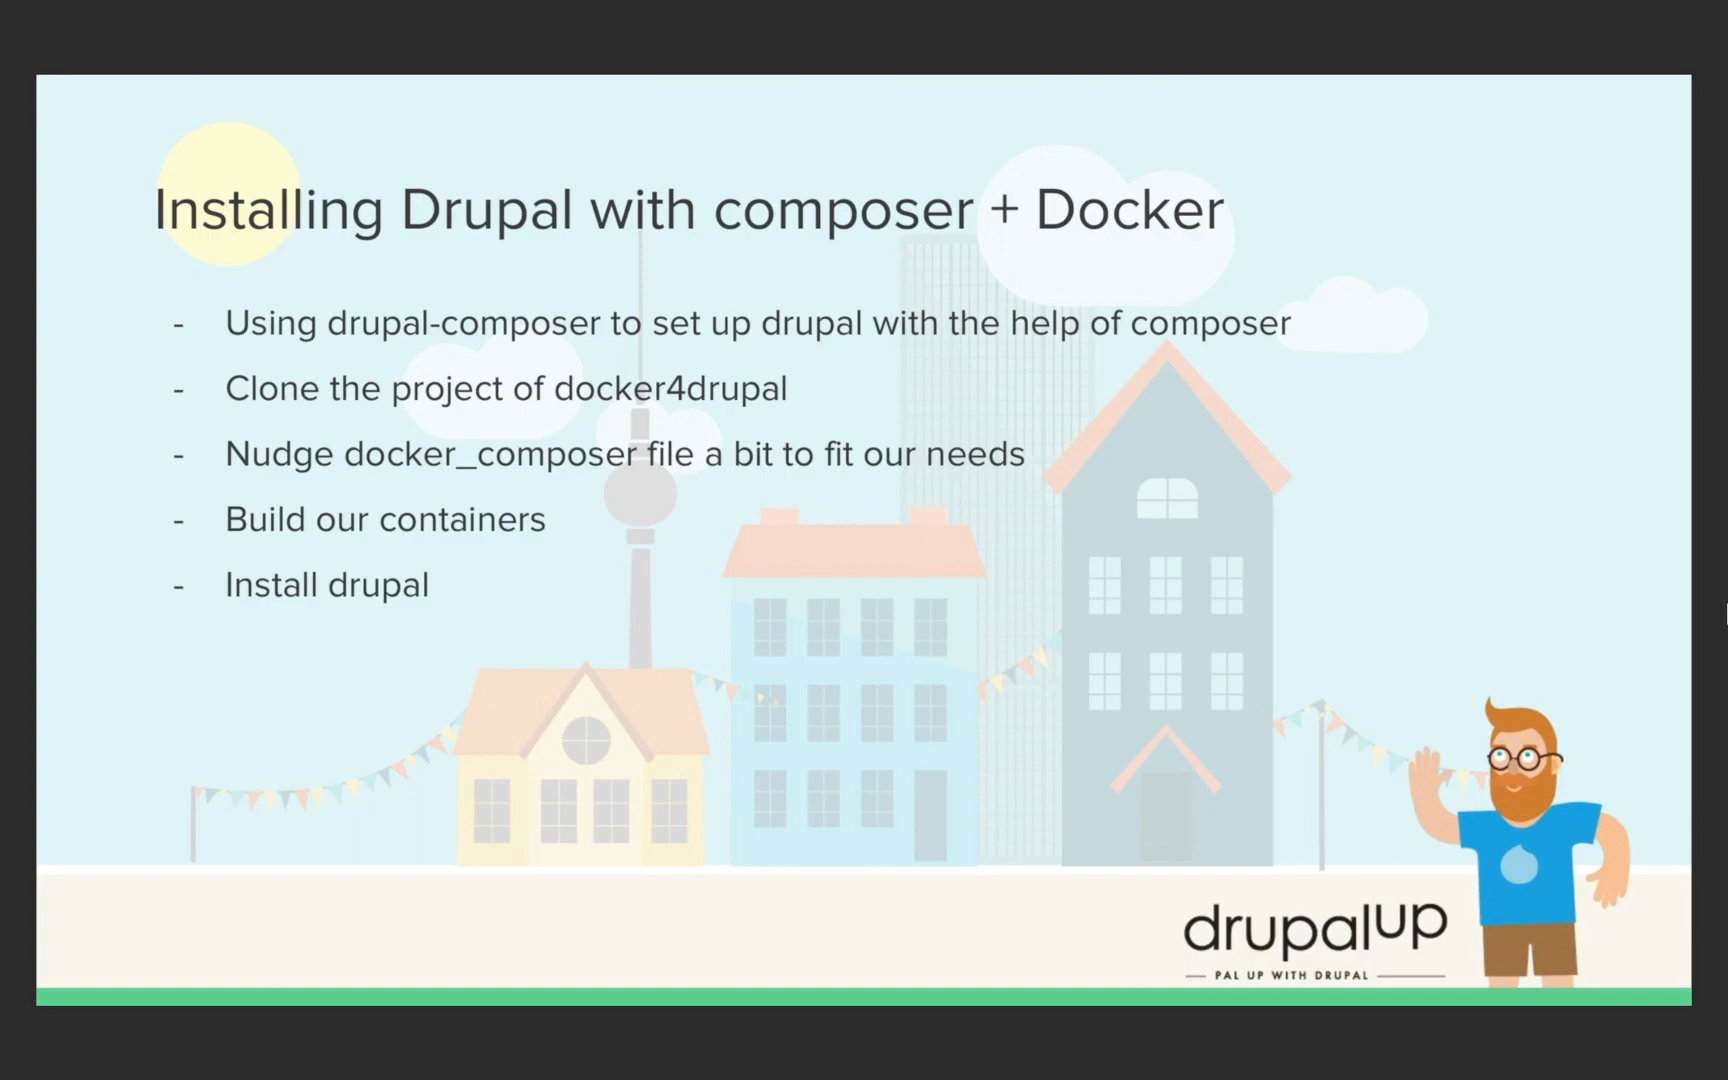 Installing Drupal with composer + Docker
- Using drupal-composer to set up drupal with the help of composer
- Clone the project of docker4drupal
- Nudge docker_composer file a bit to fit our needs
- Build our containers
- Install drupal
drupalup
PAL UP WITH DRUPAL